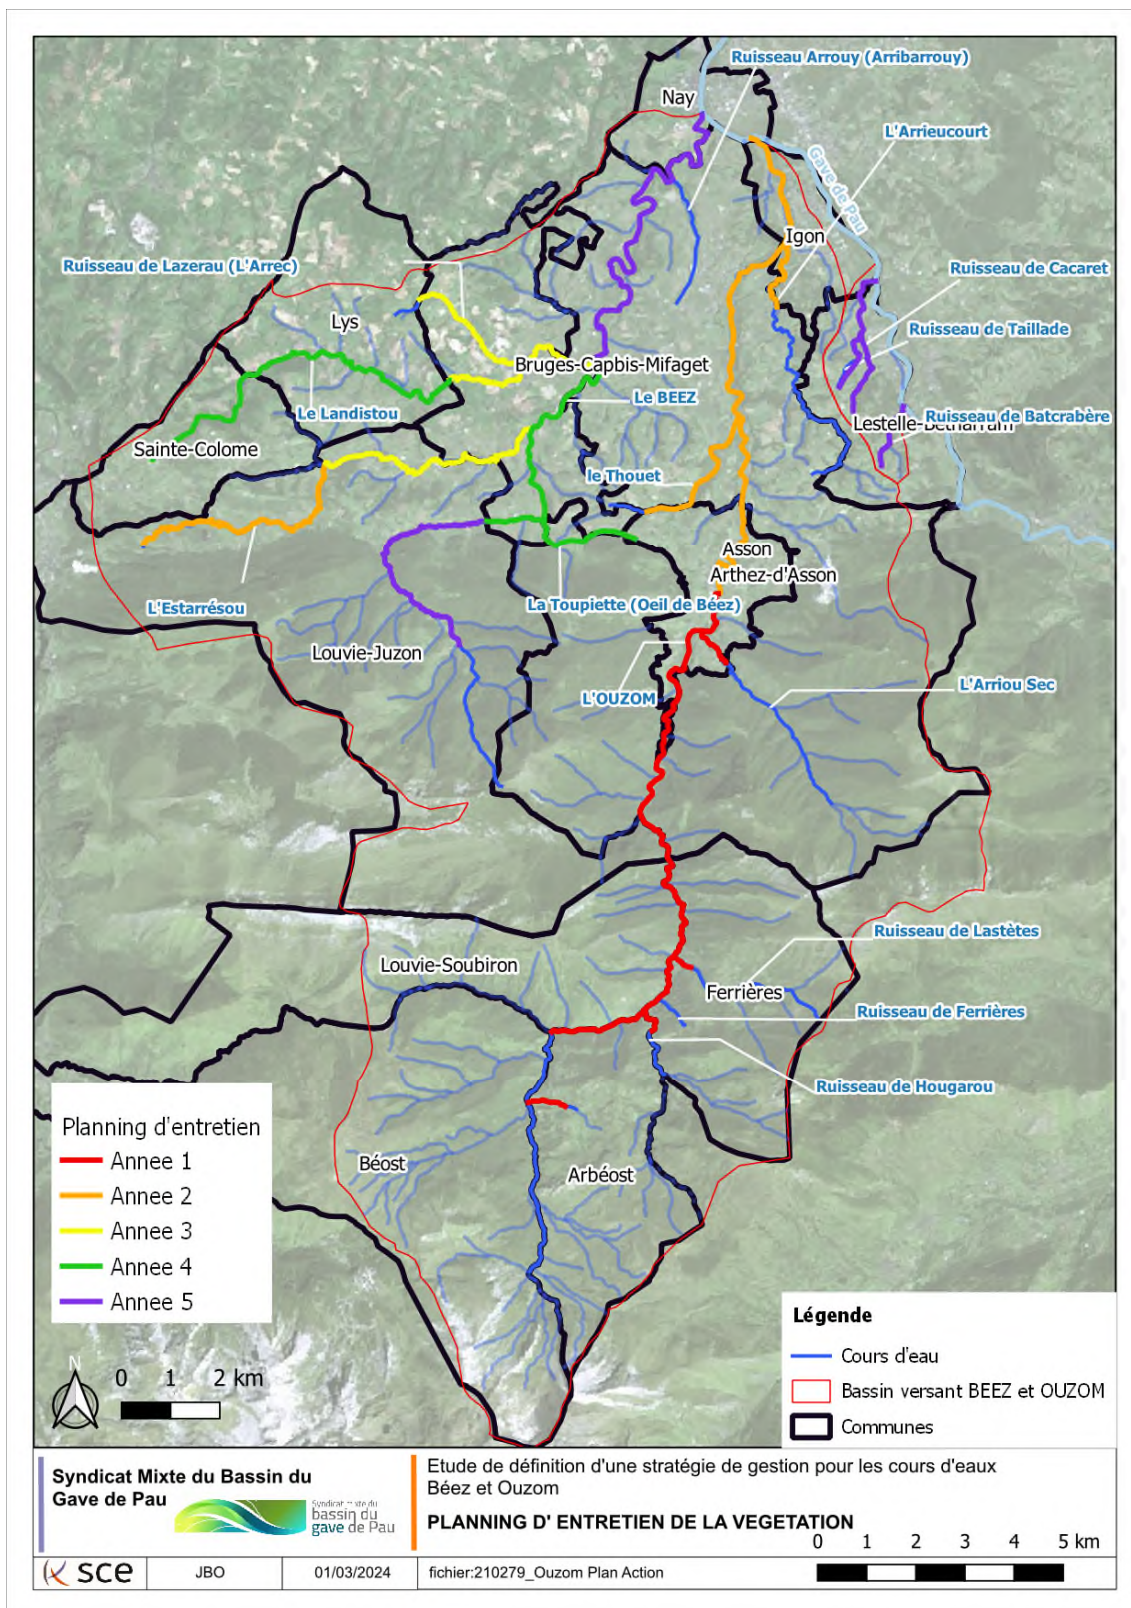 Ruisseau Arrouy (Arribarrouy)
Nay
L'Arrieucourt
Gave de Pau
Igon
Ruisseau de Lazerau (L'Arrec)
Ruisseau de Cacaret
Lys
Ruisseau de Taillade
Bruges-Capbis-Mifaget
Le BEEZ
Le Landistou
Ruisseau de Batcrabère
Lestelle-Bétharram
Sainte-Colome
le Thouet
Asson
Arthez-d'Asson
L'Estarrésou
La Toupiette (Oeil de Béez)
Louvie-Juzon
L'OUZOM
L'Arriou Sec
Ruisseau de Lastètes
Louvie-Soubiron
Ferrières
Ruisseau de Ferrières
Ruisseau de Hougarou
Béost
Arbéost
Planning d'entretien
Annee 1
Annee 2
Annee 3
Annee 4
Annee 5
N
0 1 2 km
Légende
Cours d'eau
Bassin versant BEEZ et OUZOM
Communes
Syndicat Mixte du Bassin du
Gave de Pau
Syndicat mixte du
bassin du
gave de Pau
Etude de définition d'une stratégie de gestion pour les cours d'eaux
Béez et Ouzom
PLANNING D' ENTRETIEN DE LA VEGETATION
0 1 2 3 4 5 km
sce
JBO
01/03/2024
fichier:210279_Ouzom Plan Action